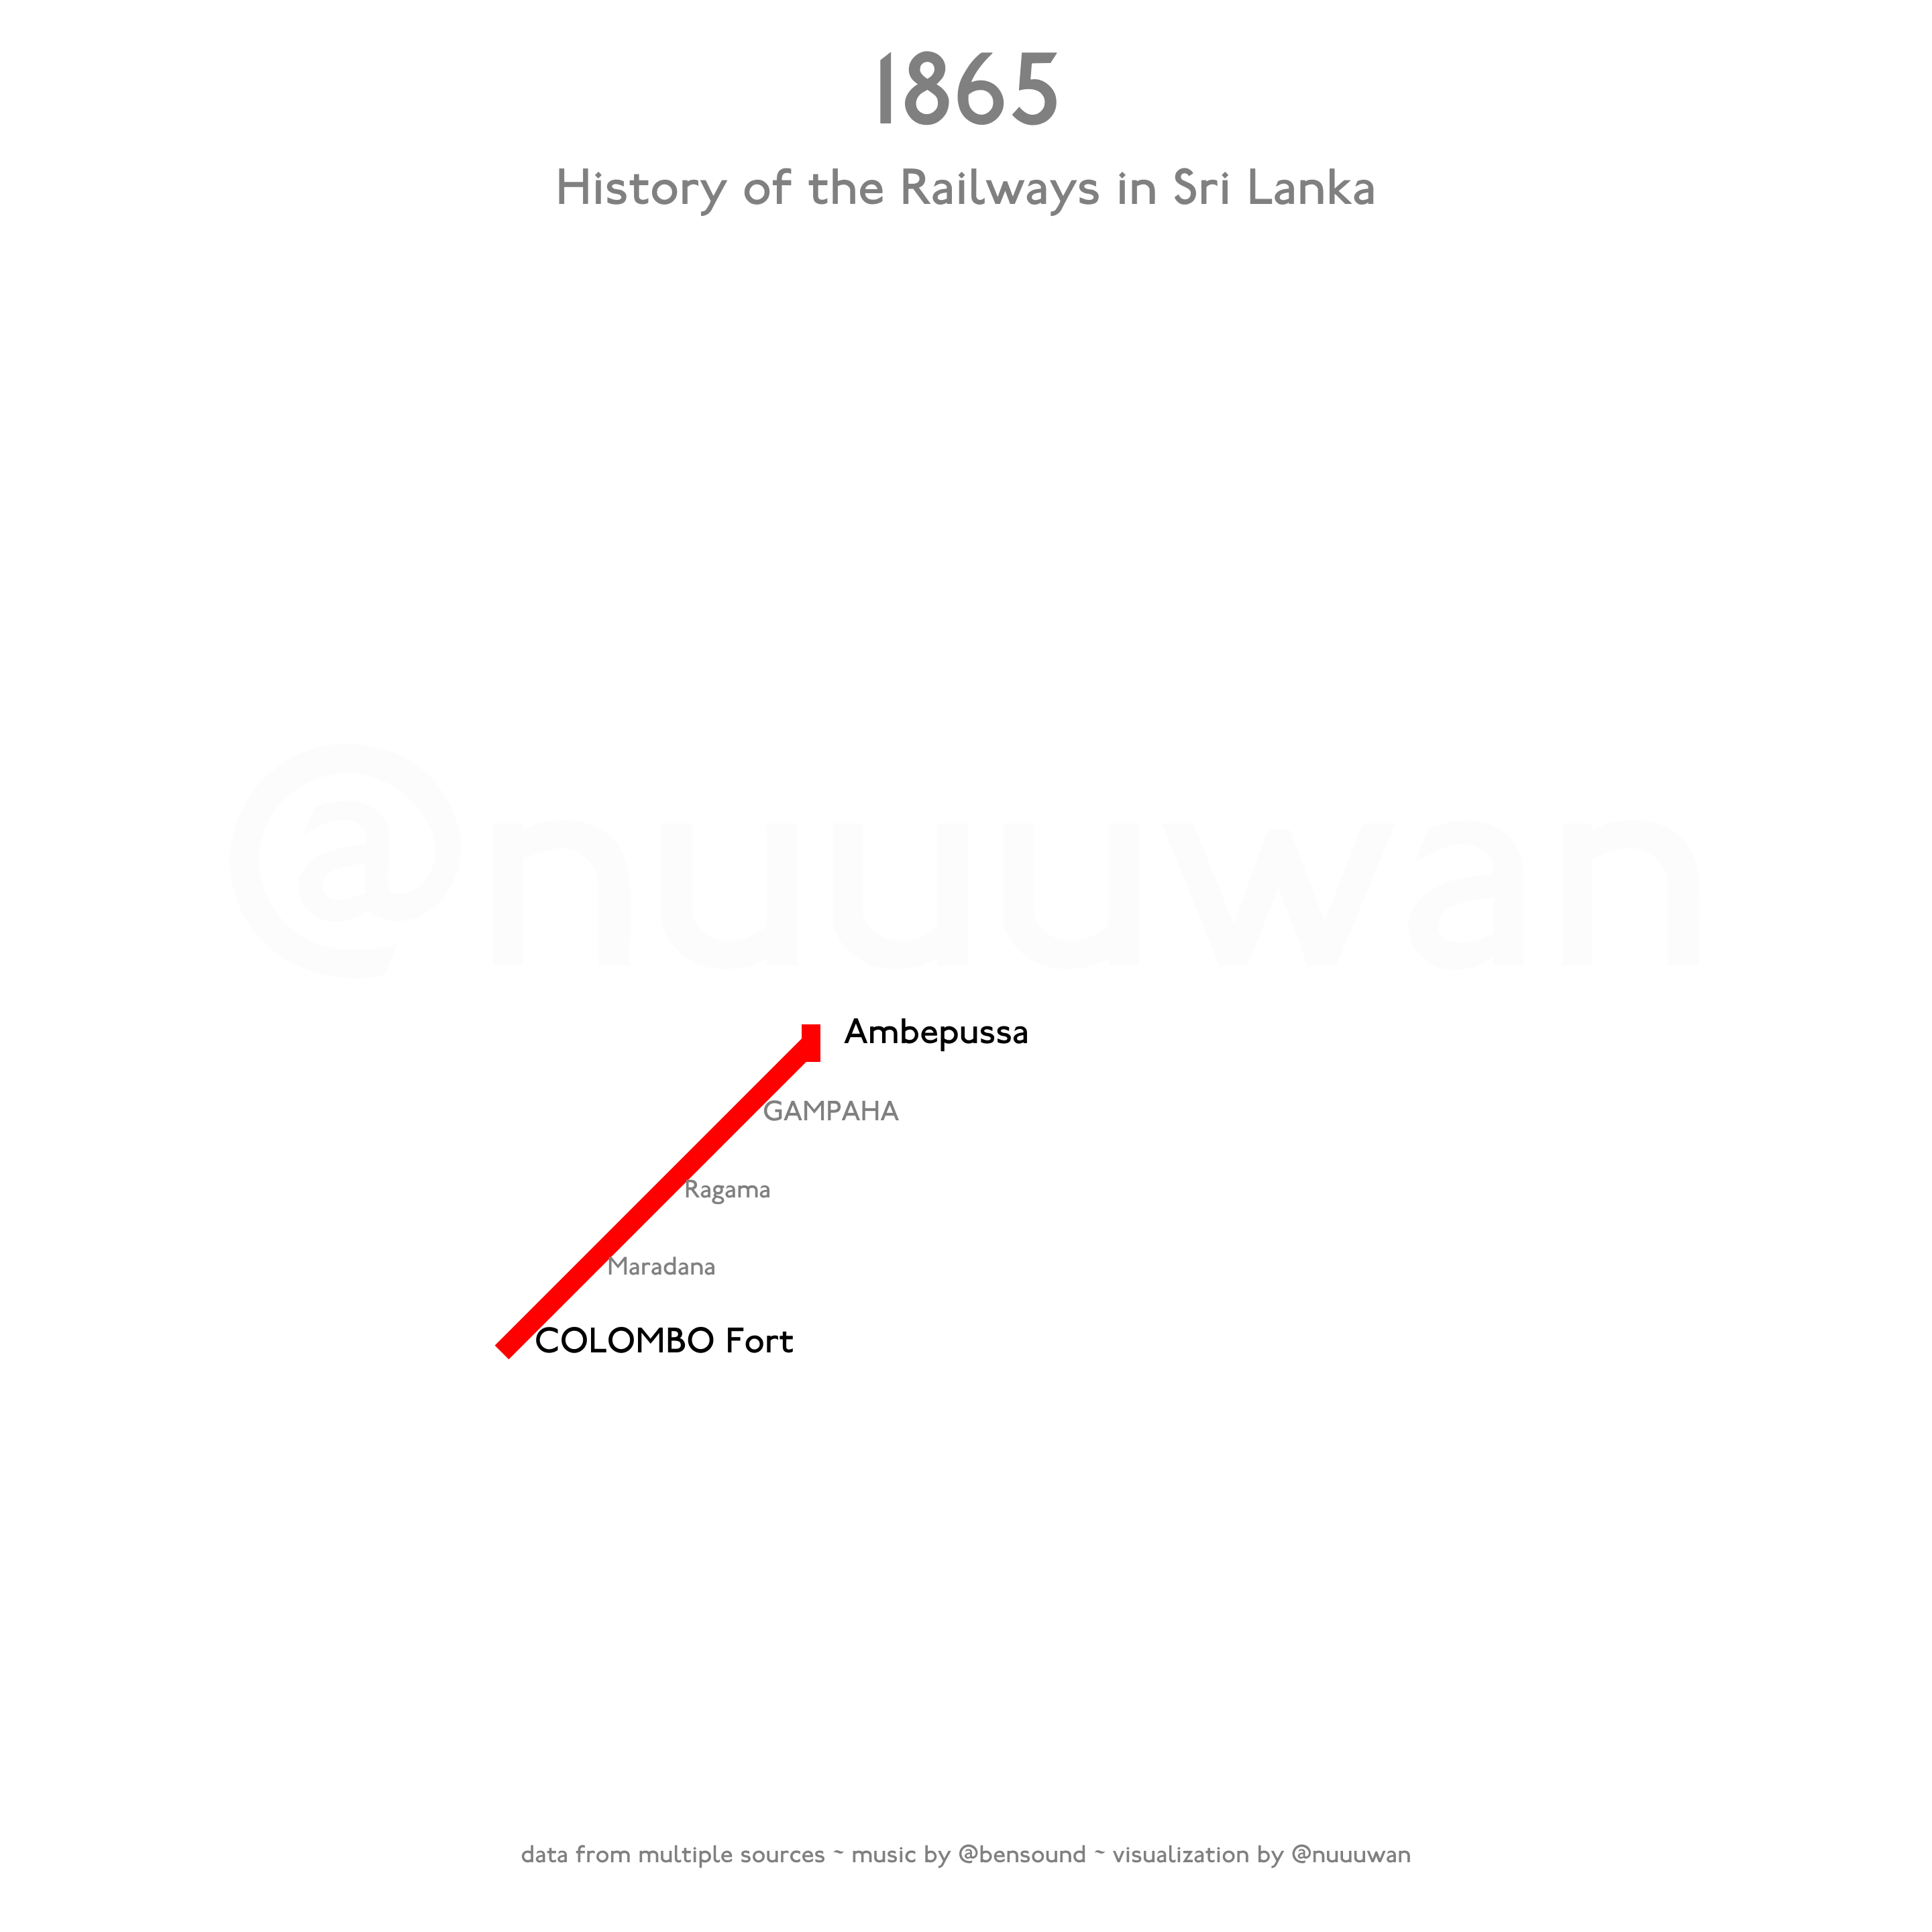 1865
History of the Railways in Sri Lanka
@nuuuwan
Ambepussa
GAMPAHA
Ragama
Maradana
COLOMBO Fort
data from multiple sources ~ music by @bensound ~ visualization by @nuuuwan